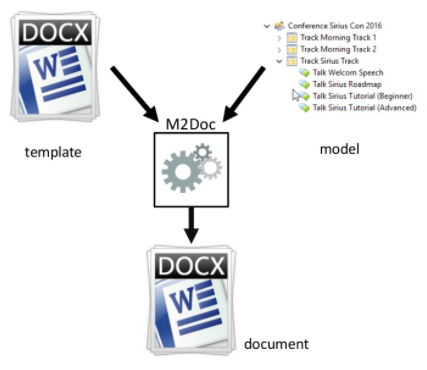 DOCX
W
template
Conference Sirius Con 2016
Track Morning Track 1
Track Morning Track 2
Track Sirius Track
Talk Welcom Speech
Talk Sirius Roadmap
Talk Sirius Tutorial (Beginner)
Talk Sirius Tutorial (Advanced)
model
M2Doc
DOCX
W
document